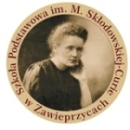 Szkoła Podstawowa im. M. Skłodowskiej-Curie
w Zawieprzycach